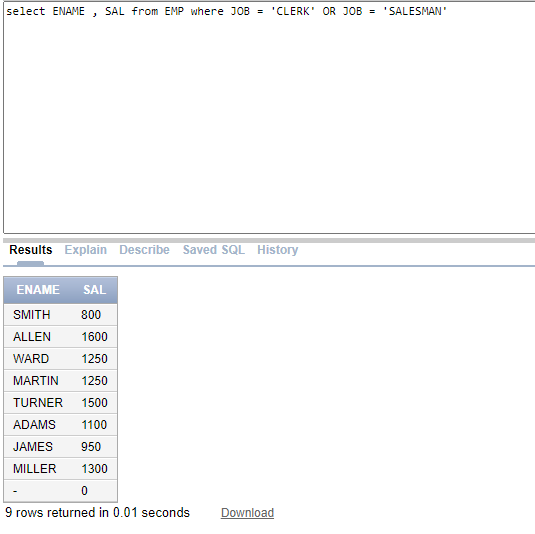 select ENAME , SAL from EMP where JOB = 'CLERK' OR JOB = 'SALESMAN'
Results Explain Describe Saved SQL History
ENAME SAL
SMITH 800
ALLEN 1600
WARD 1250
MARTIN 1250
TURNER 1500
ADAMS 1100
JAMES 950
MILLER 1300
- 0
9 rows returned in 0.01 seconds Download